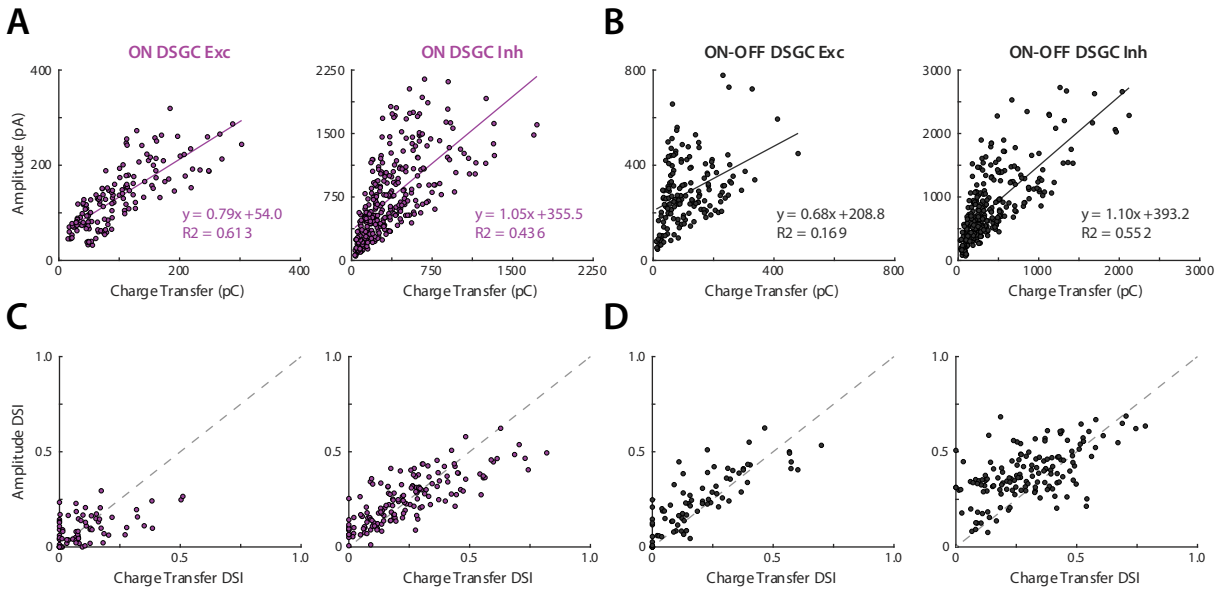 A
B
ON DSGC Exc
ON DSGC Inh
ON-OFF DSGC Exc
ON-OFF DSGC Inh
400
200
0
0
200
400
Amplitude (pA)
Charge Transfer (pC)
y = 0.79x +54.0
R2 = 0.613
2250
1500
750
0
0
750
1500
2250
Charge Transfer (pC)
y = 1.05x +355.5
R2 = 0.436
800
400
0
0
400
800
Charge Transfer (pC)
y = 0.68x +208.8
R2 = 0.169
3000
2000
1000
0
0
1000
2000
3000
Charge Transfer (pC)
y = 1.10x +393.2
R2 = 0.552
C
D
1.0
0.5
0
0
0.5
1.0
Amplitude DSI
Charge Transfer DSI
1.0
0.5
0
0
0.5
1.0
Charge Transfer DSI
1.0
0.5
0
0
0.5
1.0
Charge Transfer DSI
1.0
0.5
0
0
0.5
1.0
Charge Transfer DSI